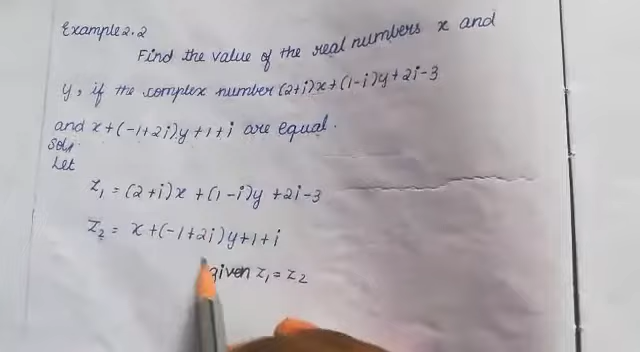 Example 2.2
Find the value of the real numbers x and
y, if the complex number (2+i)x+(1-i)y+2i-3
and x+(-1+2i)y+1+i are equal.
Soln.
Let
Z₁ = (2+i)x +(1-i)y +2i-3
Z₂ = x+(-1+2i)y+1+i
given Z₁=Z₂